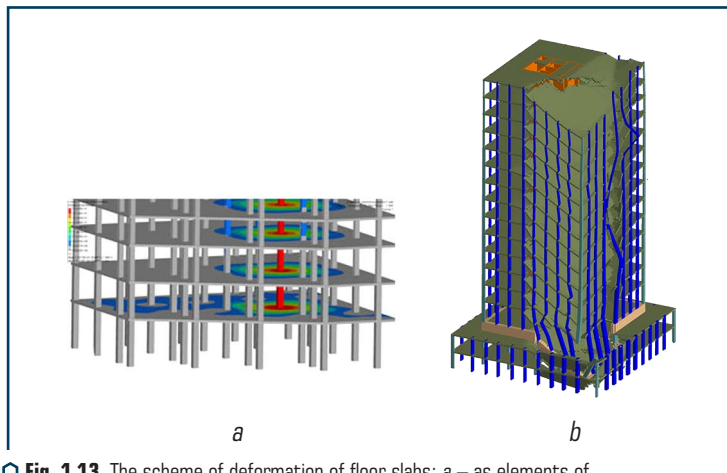 a
b
Fig. 1.13 The scheme of deformation of floor slabs: a – as elements of